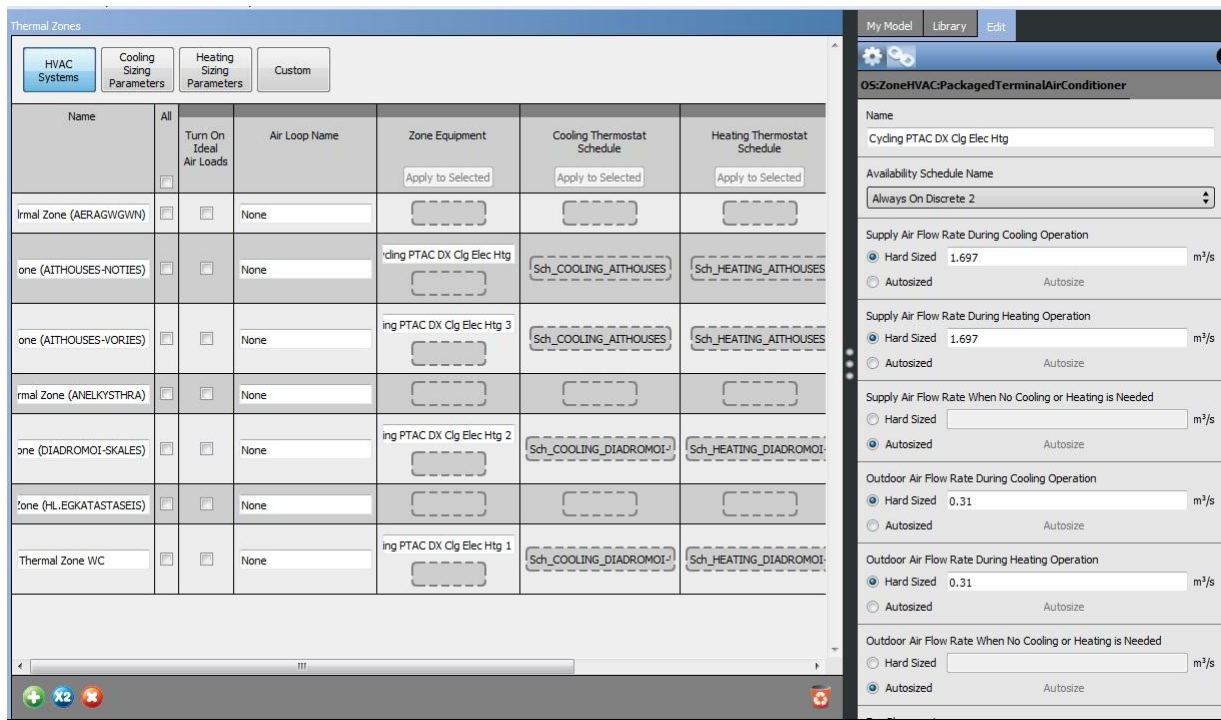 Thermal Zones
HVAC
Systems
Cooling
Sizing
Parameters
Heating
Sizing
Parameters
Custom
Name
All
Turn On
Ideal
Air Loads
Air Loop Name
Zone Equipment
Apply to Selected
Cooling Thermostat
Schedule
Apply to Selected
Heating Thermostat
Schedule
Apply to Selected
rmal Zone (AERAGWGWN)
None
one (AITHOUSES-NOTIES)
None
cling PTAC DX Clg Elec Htg
Sch_COOLING_AITHOUSES
Sch_HEATING_AITHOUSES
one (AITHOUSES-VORIES)
None
ing PTAC DX Clg Elec Htg 3
Sch_COOLING_AITHOUSES
Sch_HEATING_AITHOUSES
rmal Zone (ANELKYSTHRA)
None
one (DIADROMOI-SKALES)
None
ing PTAC DX Clg Elec Htg 2
Sch_COOLING_DIADROMOI-
Sch_HEATING_DIADROMOI-
Zone (HL.EGKATASTASEIS)
None
Thermal Zone WC
None
ing PTAC DX Clg Elec Htg 1
Sch_COOLING_DIADROMOI-
Sch_HEATING_DIADROMOI-
X2
My Model
Library
Edit
OS:ZoneHVAC:PackagedTerminalAirConditioner
Name
Cycling PTAC DX Clg Elec Htg
Availability Schedule Name
Always On Discrete 2
Supply Air Flow Rate During Cooling Operation
Hard Sized 1.697 m³/s
Autosized Autosize
Supply Air Flow Rate During Heating Operation
Hard Sized 1.697 m³/s
Autosized Autosize
Supply Air Flow Rate When No Cooling or Heating is Needed
Hard Sized m³/s
Autosized Autosize
Outdoor Air Flow Rate During Cooling Operation
Hard Sized 0.31 m³/s
Autosized Autosize
Outdoor Air Flow Rate During Heating Operation
Hard Sized 0.31 m³/s
Autosized Autosize
Outdoor Air Flow Rate When No Cooling or Heating is Needed
Hard Sized m³/s
Autosized Autosize